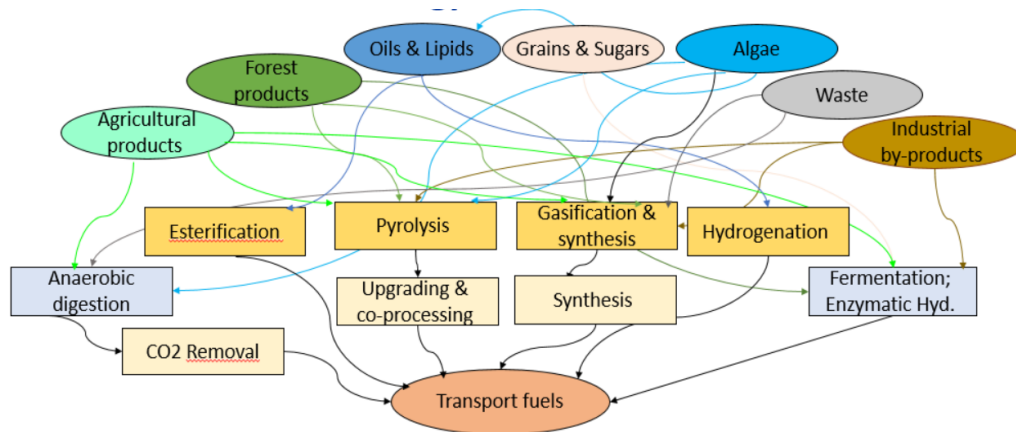 Oils & Lipids
Grains & Sugars
Algae
Forest
products
Waste
Agricultural
products
Industrial
by-products
Esterification
Pyrolysis
Gasification &
synthesis
Hydrogenation
Anaerobic
digestion
Upgrading &
co-processing
Synthesis
Fermentation;
Enzymatic Hyd.
CO2 Removal
Transport fuels